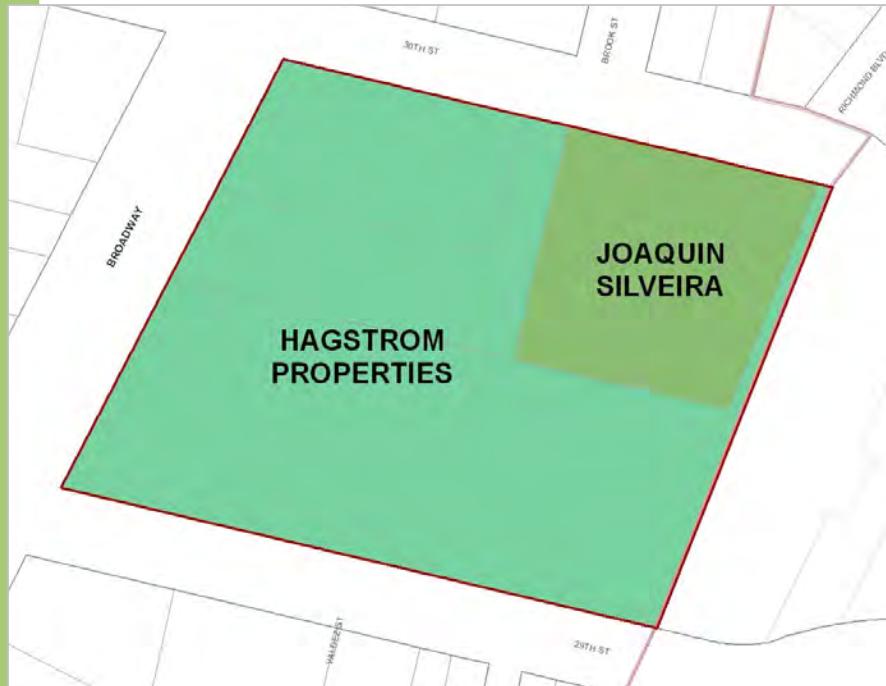 30TH ST
BROOK ST
RICHMOND BLVD
BROADWAY
JOAQUIN
SILVEIRA
HAGSTROM
PROPERTIES
VALDEZ ST
29TH ST